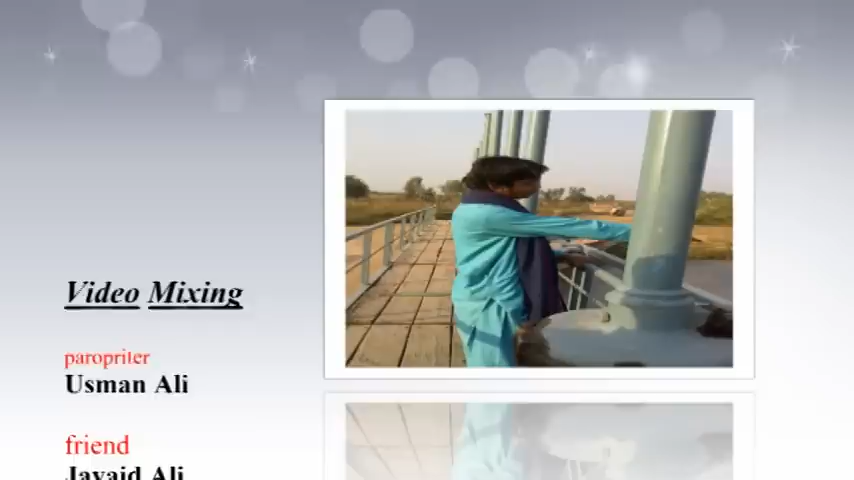 Video Mixing
paropriter
Usman Ali
friend
Javaid Ali